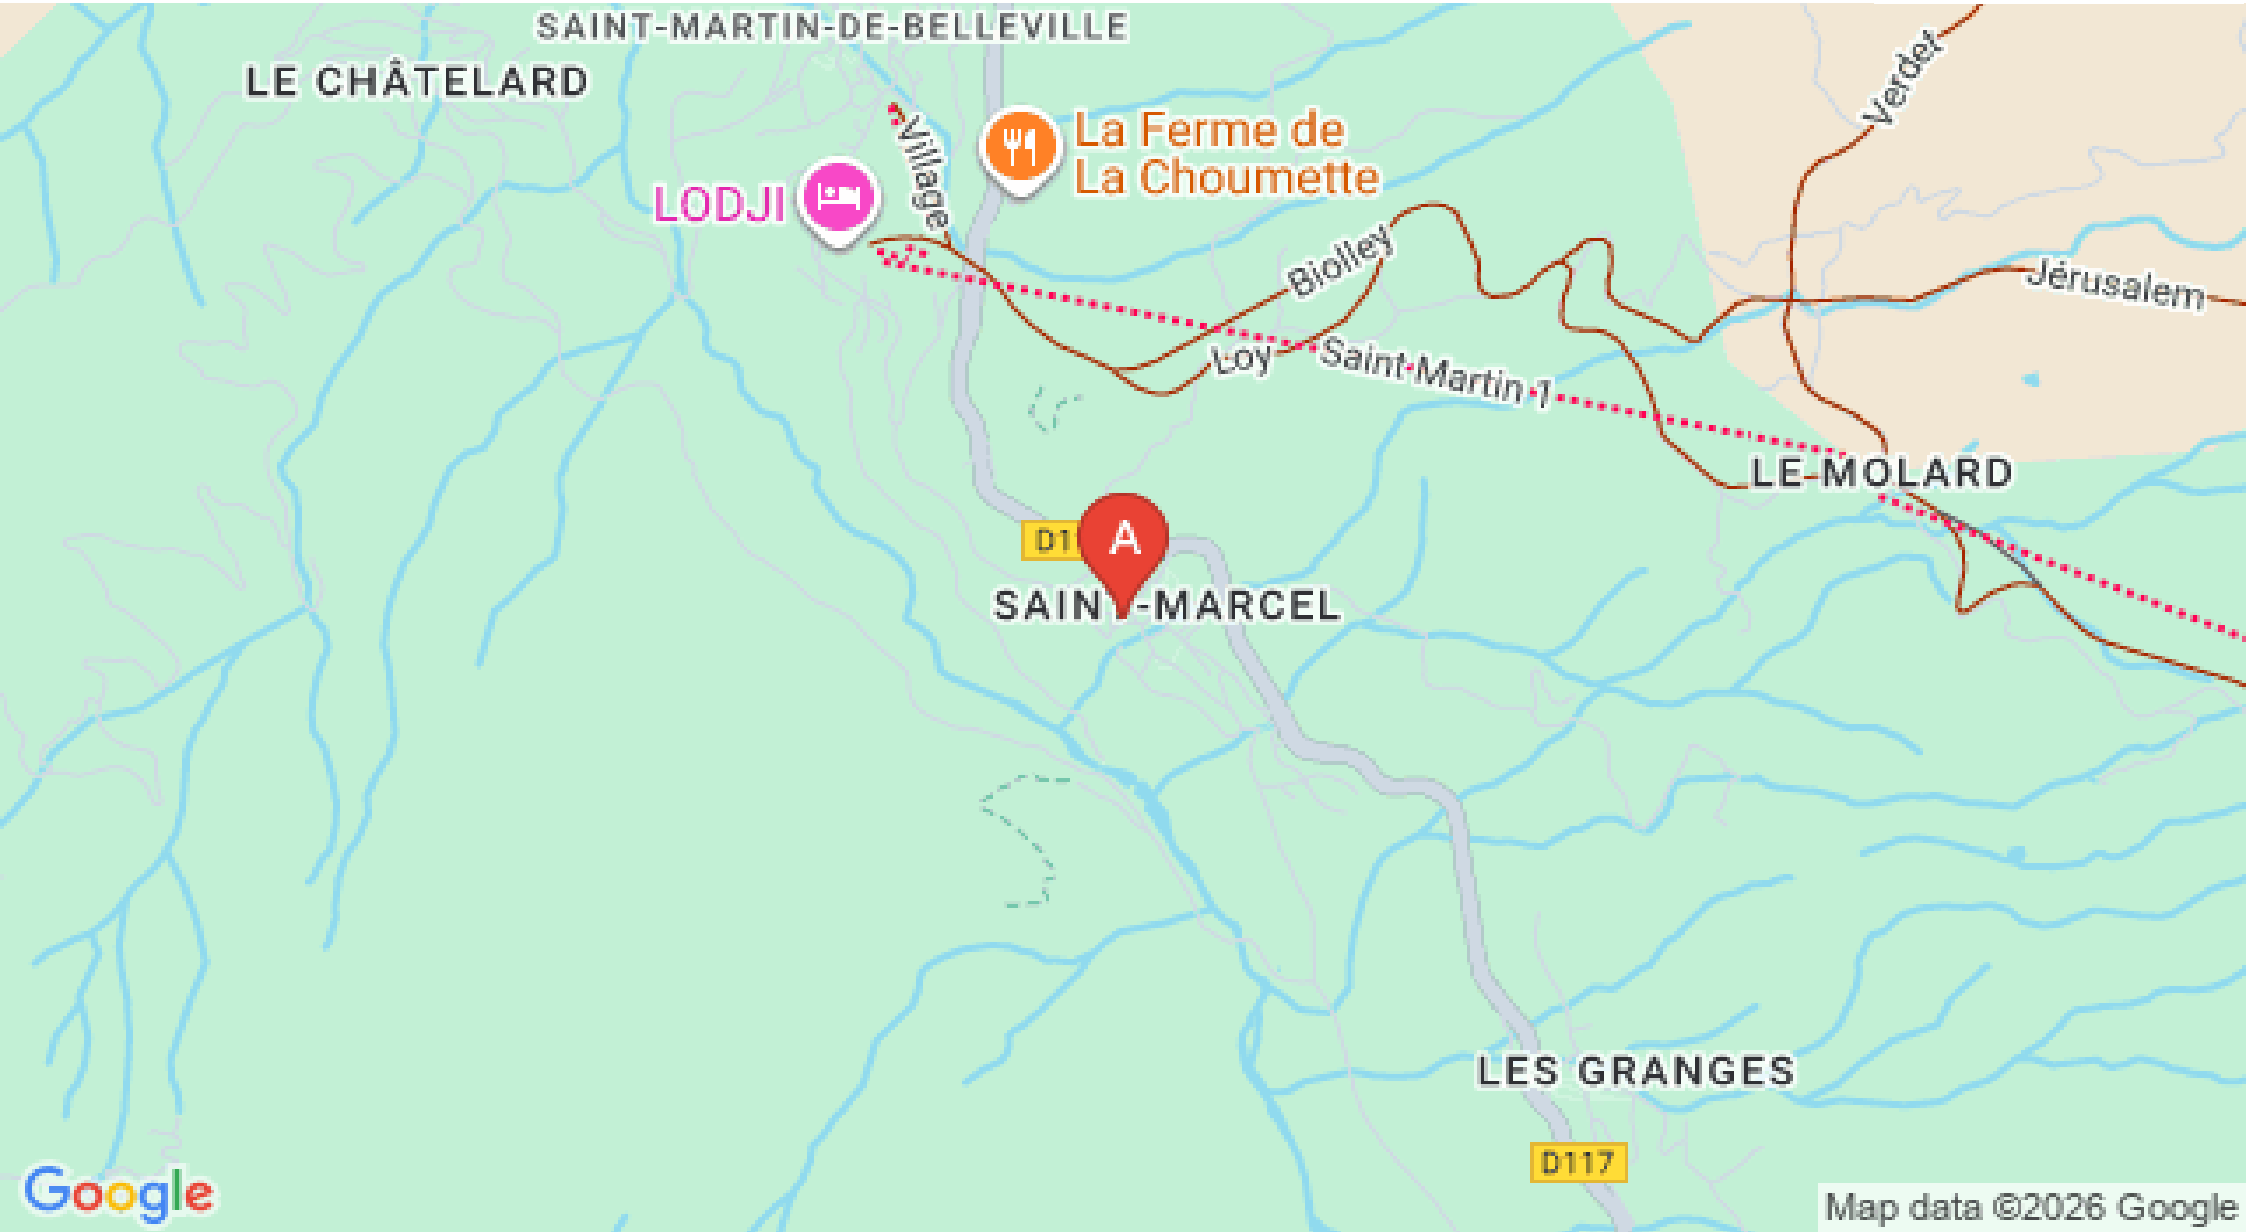 SAINT-MARTIN-DE-BELLEVILLE
LE CHÂTELARD
Verdet
Village
La Ferme de
La Choumette
LODJI
Biolley
Jérusalem
Loy
Saint-Martin 1
LE MOLARD
A
SAINT-MARCEL
LES GRANGES
D117
Google
Map data ©2026 Google